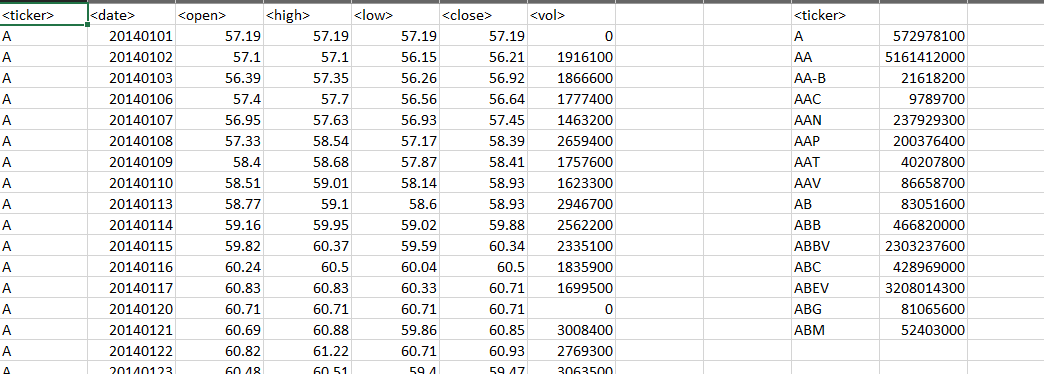 <ticker> <date> <open> <high> <low> <close> <vol> <ticker>
A 20140101 57.19 57.19 57.19 57.19 0 A 572978100
A 20140102 57.1 57.1 56.15 56.21 1916100 AA 5161412000
A 20140103 56.39 57.35 56.26 56.92 1866600 AA-B 21618200
A 20140106 57.4 57.7 56.56 56.64 1777400 AAC 9789700
A 20140107 56.95 57.63 56.93 57.45 1463200 AAN 237929300
A 20140108 57.33 58.54 57.17 58.39 2659400 AAP 200376400
A 20140109 58.4 58.68 57.87 58.41 1757600 AAT 40207800
A 20140110 58.51 59.01 58.14 58.93 1623300 AAV 86658700
A 20140113 58.77 59.1 58.6 58.93 2946700 AB 83051600
A 20140114 59.16 59.95 59.02 59.88 2562200 ABB 466820000
A 20140115 59.82 60.37 59.59 60.34 2335100 ABBV 2303237600
A 20140116 60.24 60.5 60.04 60.5 1835900 ABC 428969000
A 20140117 60.83 60.83 60.33 60.71 1699500 ABEV 3208014300
A 20140120 60.71 60.71 60.71 60.71 0 ABG 81065600
A 20140121 60.69 60.88 59.86 60.85 3008400 ABM 52403000
A 20140122 60.82 61.22 60.71 60.93 2769300
A 20140123 60.48 60.51 59.4 59.47 3063500